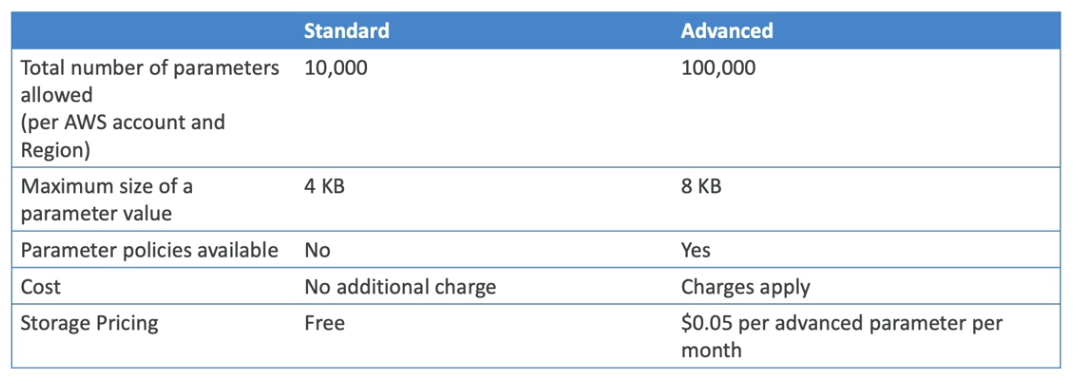 Standard Advanced
Total number of parameters 10,000 100,000
allowed
(per AWS account and
Region)
Maximum size of a 4 KB 8 KB
parameter value
Parameter policies available No Yes
Cost No additional charge Charges apply
Storage Pricing Free $0.05 per advanced parameter per
month